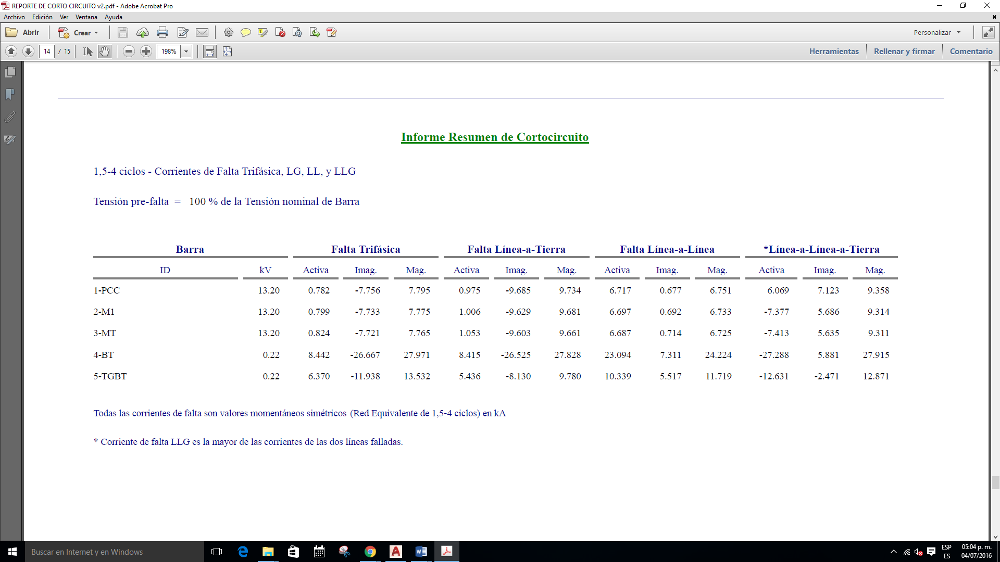 REPORTE DE CORTO CIRCUITO v2.pdf - Adobe Acrobat Pro
Archivo Edición Ver Ventana Ayuda
Abrir Crear Personalizar
14 / 15 198% Herramientas Rellenar y firmar Comentario
Informe Resumen de Cortocircuito
1,5-4 ciclos - Corrientes de Falta Trifásica, LG, LL, y LLG
Tensión pre-falta = 100 % de la Tensión nominal de Barra
Barra Falta Trifásica Falta Línea-a-Tierra Falta Línea-a-Línea *Línea-a-Línea-a-Tierra
ID kV Activa Imag. Mag. Activa Imag. Mag. Activa Imag. Mag. Activa Imag. Mag.
1-PCC 13.20 0.782 -7.756 7.795 0.975 -9.685 9.734 6.717 0.677 6.751 6.069 7.123 9.358
2-M1 13.20 0.799 -7.733 7.775 1.006 -9.629 9.681 6.697 0.692 6.733 -7.377 5.686 9.314
3-MT 13.20 0.824 -7.721 7.765 1.053 -9.603 9.661 6.687 0.714 6.725 -7.413 5.635 9.311
4-BT 0.22 8.442 -26.667 27.971 8.415 -26.525 27.828 23.094 7.311 24.224 -27.288 5.881 27.915
5-TGBT 0.22 6.370 -11.938 13.532 5.436 -8.130 9.780 10.339 5.517 11.719 -12.631 -2.471 12.871
Todas las corrientes de falta son valores momentáneos simétricos (Red Equivalente de 1,5-4 ciclos) en kA
* Corriente de falta LLG es la mayor de las corrientes de las dos líneas falladas.
Buscar en Internet y en Windows
ESP
ES
05:04 p. m.
04/07/2016